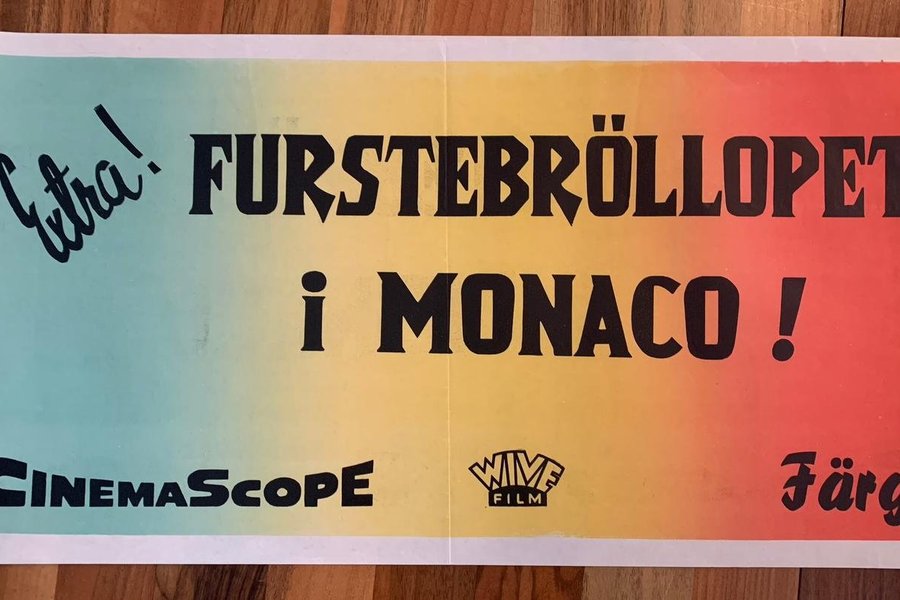 Extra!
FURSTEBRÖLLOPET
i MONACO!
CINEMASCOPE
WIVE
FILM
Färg